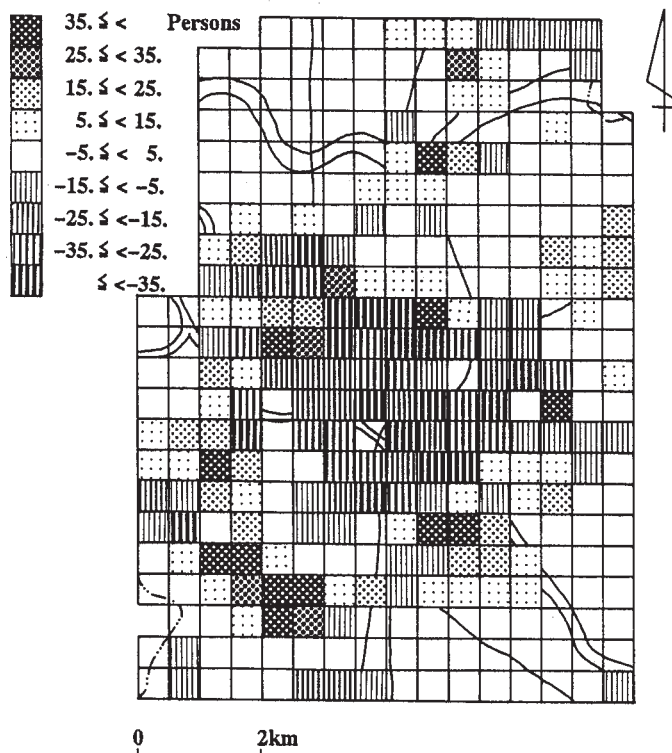 35. ≦ < Persons
25. ≦ < 35.
15. ≦ < 25.
5. ≦ < 15.
-5. ≦ < 5.
-15. ≦ < -5.
-25. ≦ <-15.
-35. ≦ <-25.
≦ <-35.
0 2km